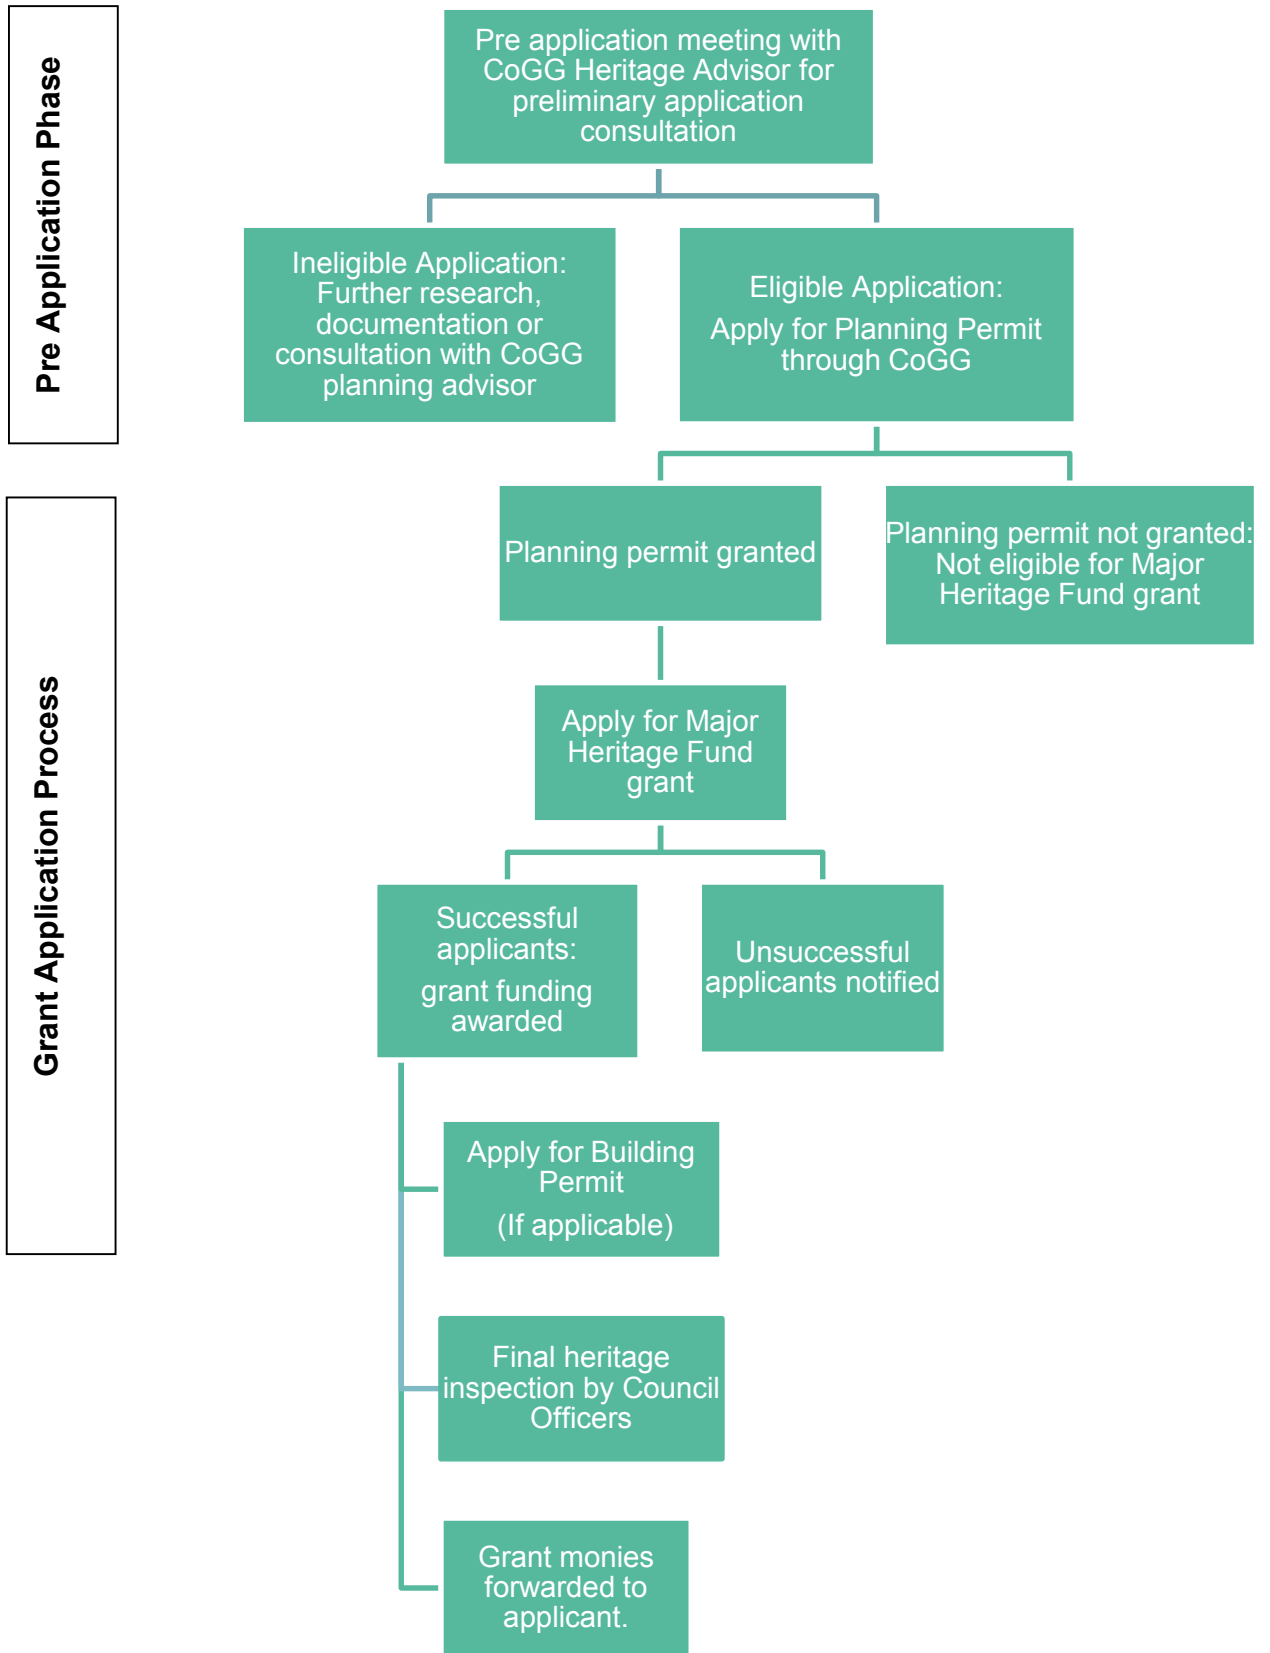 Pre Application Phase
Pre application meeting with
CoGG Heritage Advisor for
preliminary application
consultation
Ineligible Application:
Further research,
documentation or
consultation with CoGG
planning advisor
Eligible Application:
Apply for Planning Permit
through CoGG
Grant Application Process
Planning permit granted
Planning permit not granted:
Not eligible for Major
Heritage Fund grant
Apply for Major
Heritage Fund
grant
Successful
applicants:
grant funding
awarded
Unsuccessful
applicants notified
Apply for Building
Permit
(If applicable)
Final heritage
inspection by Council
Officers
Grant monies
forwarded to
applicant.